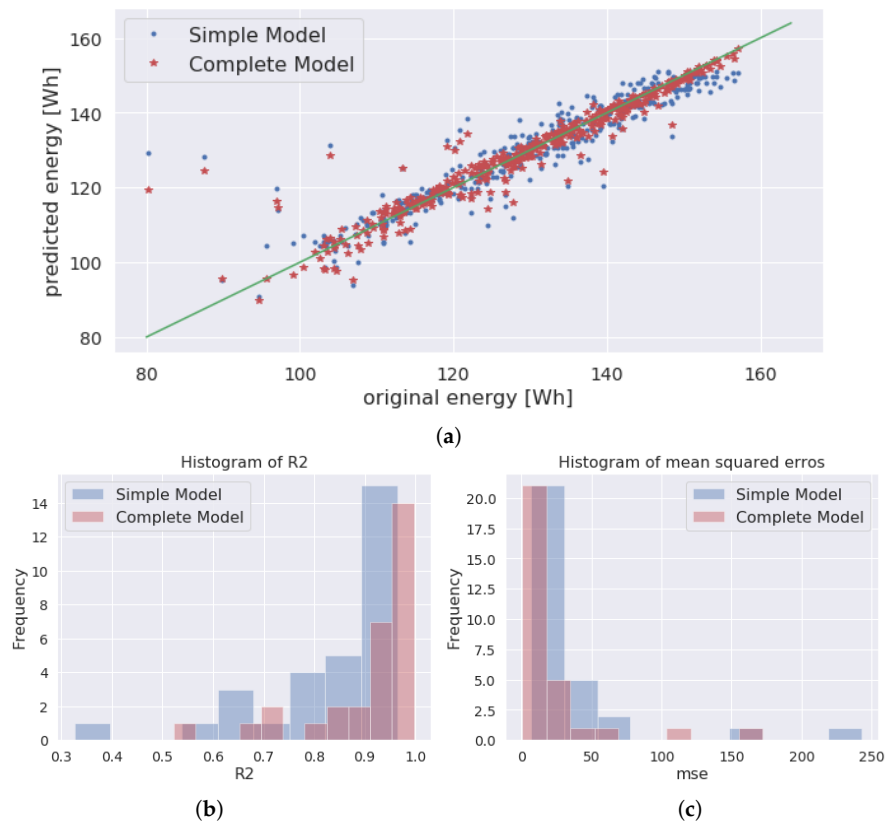 Simple Model
Complete Model
predicted energy [Wh]
160
140
120
100
80
80 100 120 140 160
original energy [Wh]
(a)
Histogram of R2
Simple Model
Complete Model
Frequency
14
12
10
8
6
4
2
0
0.3 0.4 0.5 0.6 0.7 0.8 0.9 1.0
R2
(b)
Histogram of mean squared erros
Simple Model
Complete Model
Frequency
20.0
17.5
15.0
12.5
10.0
7.5
5.0
2.5
0.0
0 50 100 150 200 250
mse
(c)